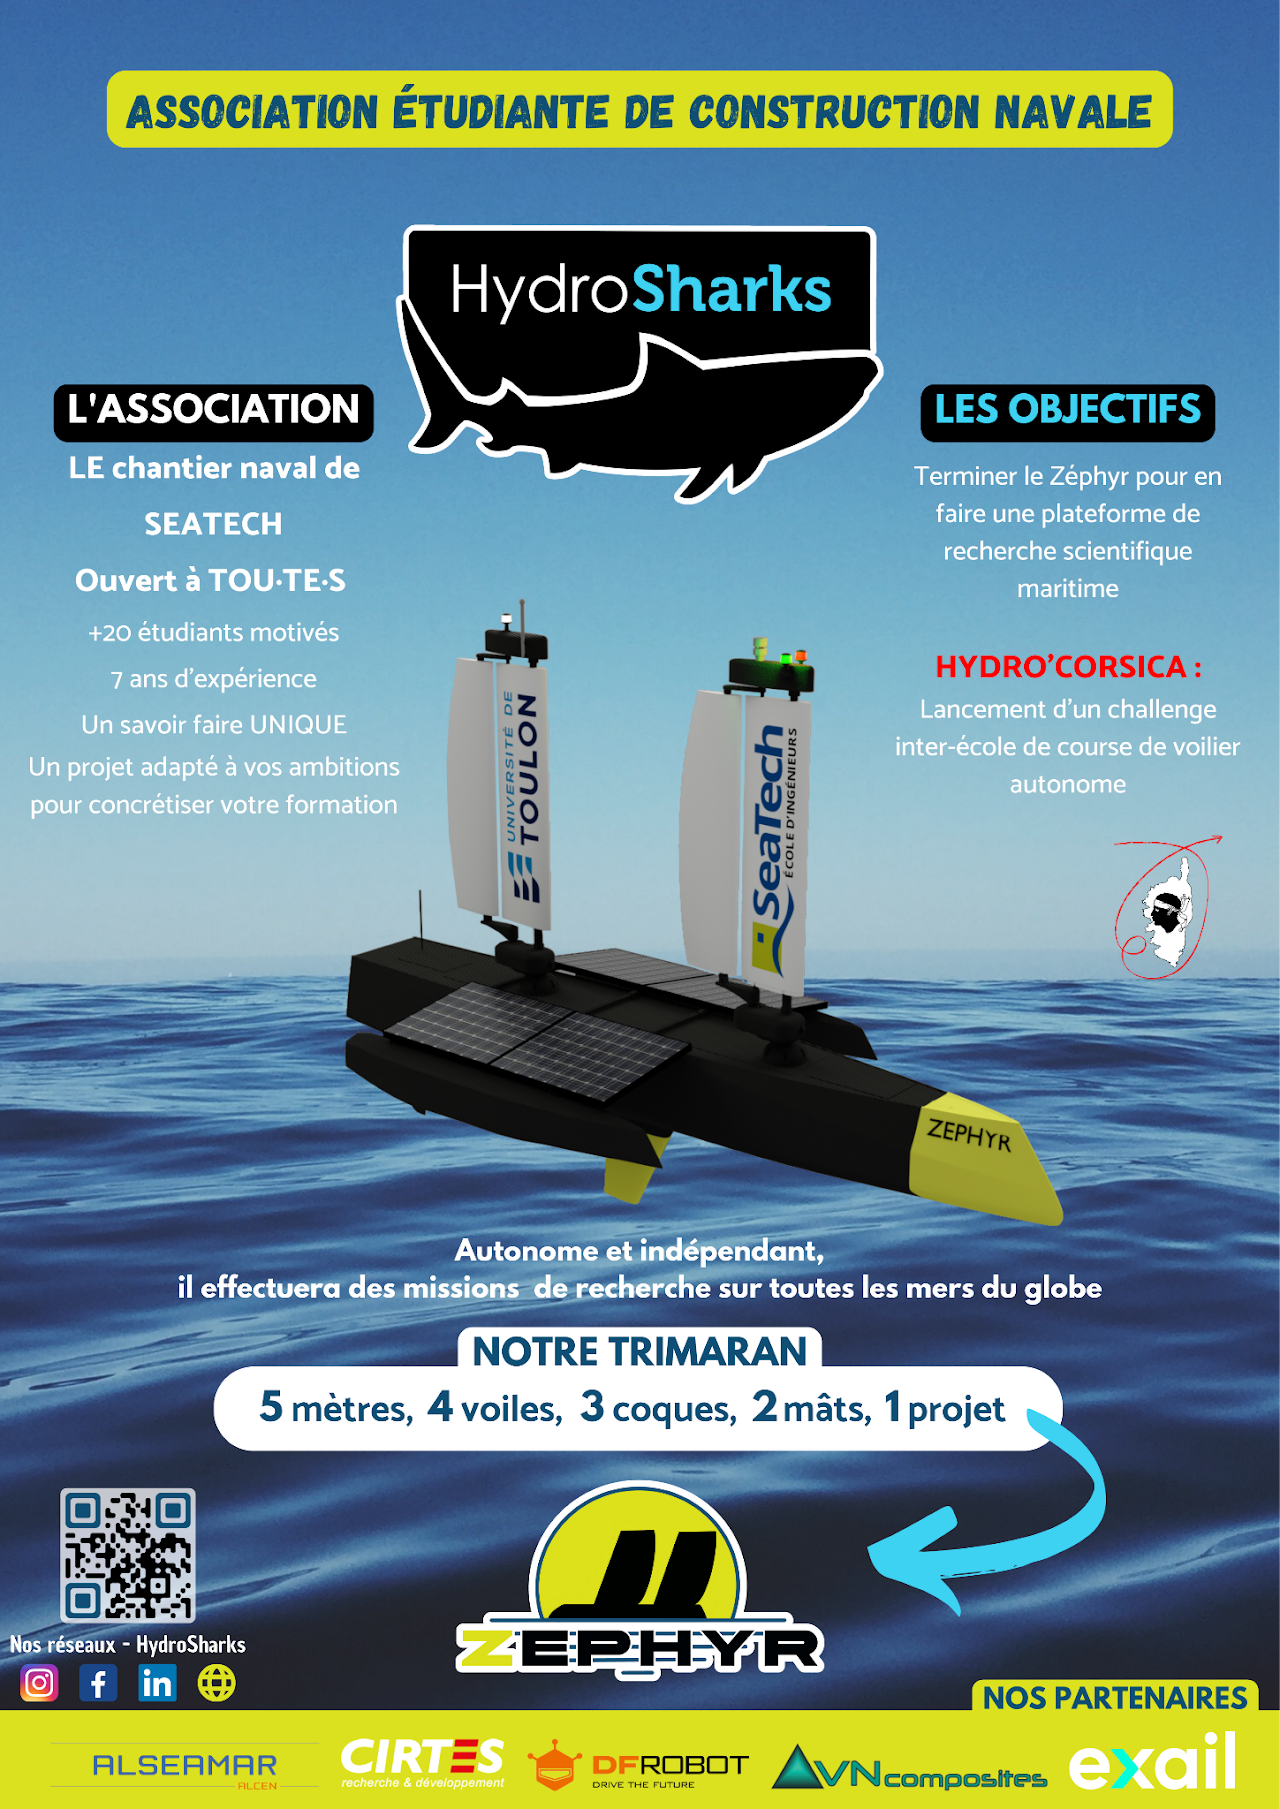 ASSOCIATION ÉTUDIANTE DE CONSTRUCTION NAVALE
HydroSharks
L'ASSOCIATION
LE chantier naval de
SEATECH
Ouvert à TOU·TE·S
+20 étudiants motivés
7 ans d'expérience
Un savoir faire UNIQUE
Un projet adapté à vos ambitions
pour concrétiser votre formation
LES OBJECTIFS
Terminer le Zéphyr pour en
faire une plateforme de
recherche scientifique
maritime
HYDRO'CORSICA :
Lancement d'un challenge
inter-école de course de voilier
autonome
UNIVERSITÉ DE
TOULON
SeaTech
ÉCOLE D'INGÉNIEURS
ZEPHYR
Autonome et indépendant,
il effectuera des missions de recherche sur toutes les mers du globe
NOTRE TRIMARAN
5 mètres, 4 voiles, 3 coques, 2 mâts, 1 projet
ZEPHYR
Nos réseaux - HydroSharks
f
in
NOS PARTENAIRES
ALSEAMAR
ALCEN
CIRTES
recherche & développement
DFROBOT
DRIVE THE FUTURE
AVN composites
exail